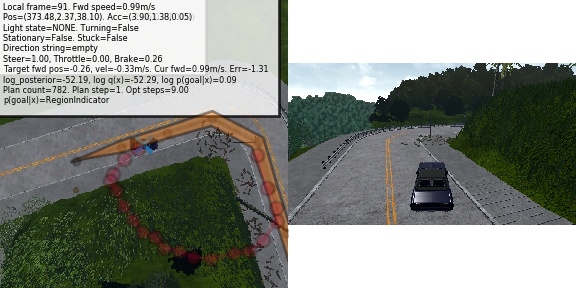 Local frame=91. Fwd speed=0.99m/s
Pos=(373.48,2.37,38.10). Acc=(3.90,1.38,0.05)
Light state=NONE. Turning=False
Stationary=False. Stuck=False
Direction string=empty
Steer=1.00, Throttle=0.00, Brake=0.26
Target fwd pos=-0.26, vel=-0.33m/s. Cur fwd=0.99m/s. Err=-1.31
log_posterior=-52.19, log q(x)=-52.29, log p(goal|x)=0.09
Plan count=782. Plan step=1. Opt steps=9.00
p(goal|x)=RegionIndicator